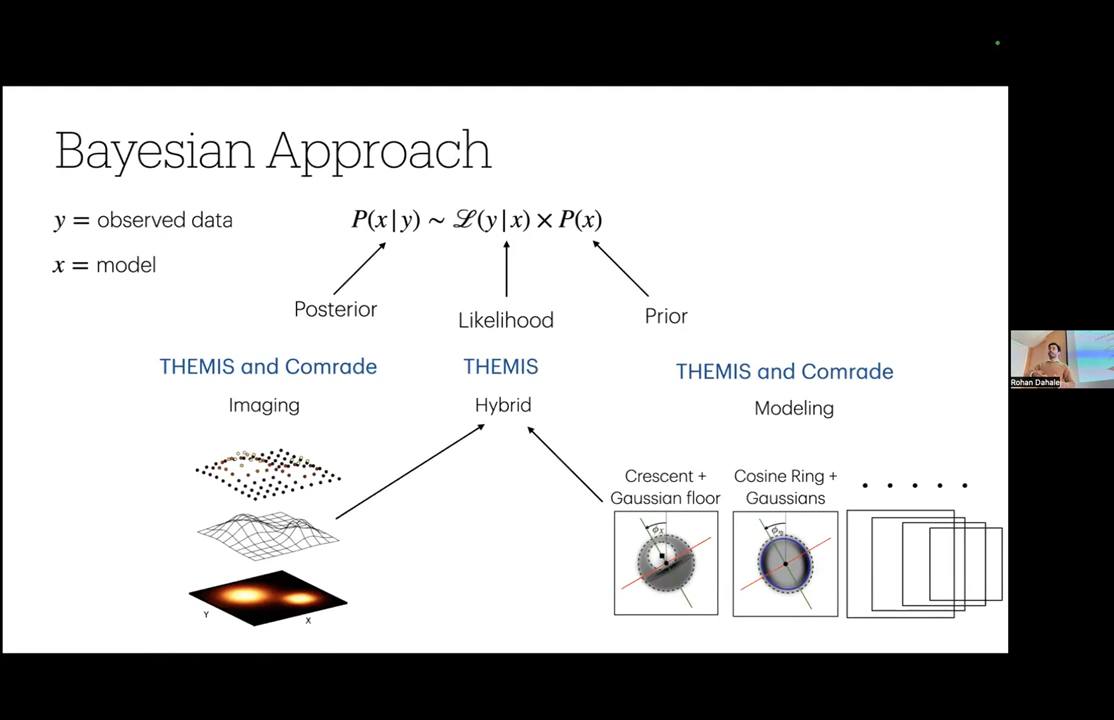 Bayesian Approach
y = observed data
P(x|y) ~ ℒ(y|x) × P(x)
x = model
Posterior
Likelihood
Prior
THEMIS and Comrade
THEMIS
THEMIS and Comrade
Imaging
Hybrid
Modeling
Crescent +
Gaussian floor
Cosine Ring +
Gaussians
. . . . .
Y
X
Rohan Dahale